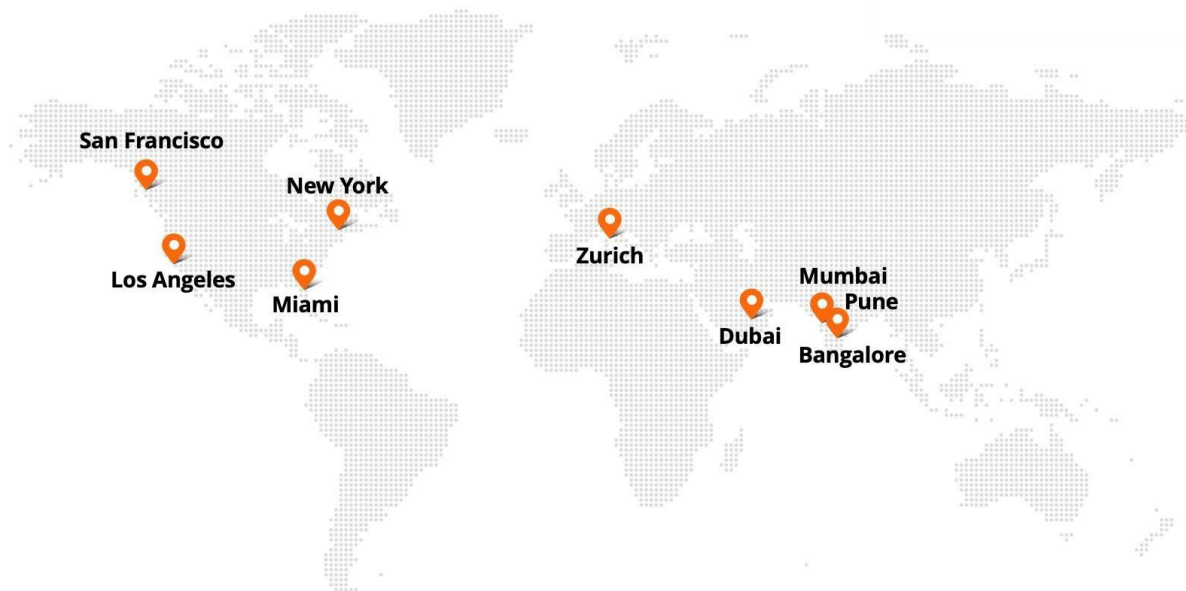 San Francisco
New York
Los Angeles
Miami
Zurich
Mumbai
Pune
Dubai
Bangalore